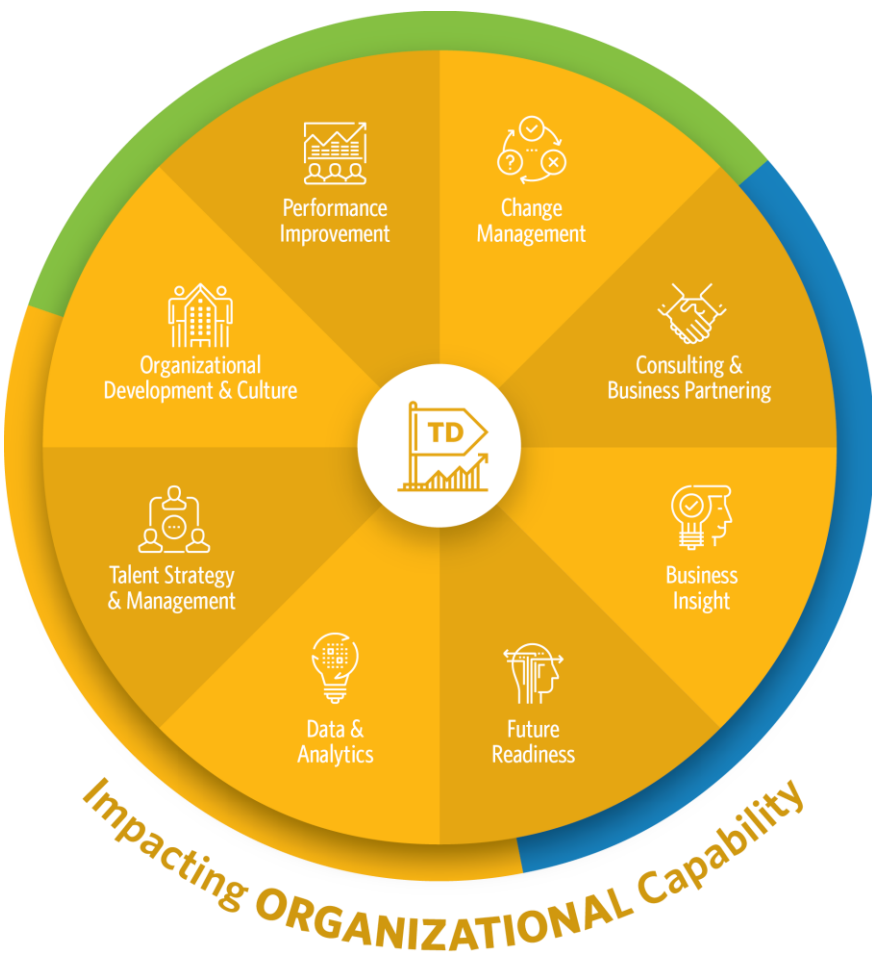 Performance
Improvement
Change
Management
Organizational
Development & Culture
Consulting &
Business Partnering
TD
Talent Strategy
& Management
Business
Insight
Data &
Analytics
Future
Readiness
Impacting ORGANIZATIONAL Capability